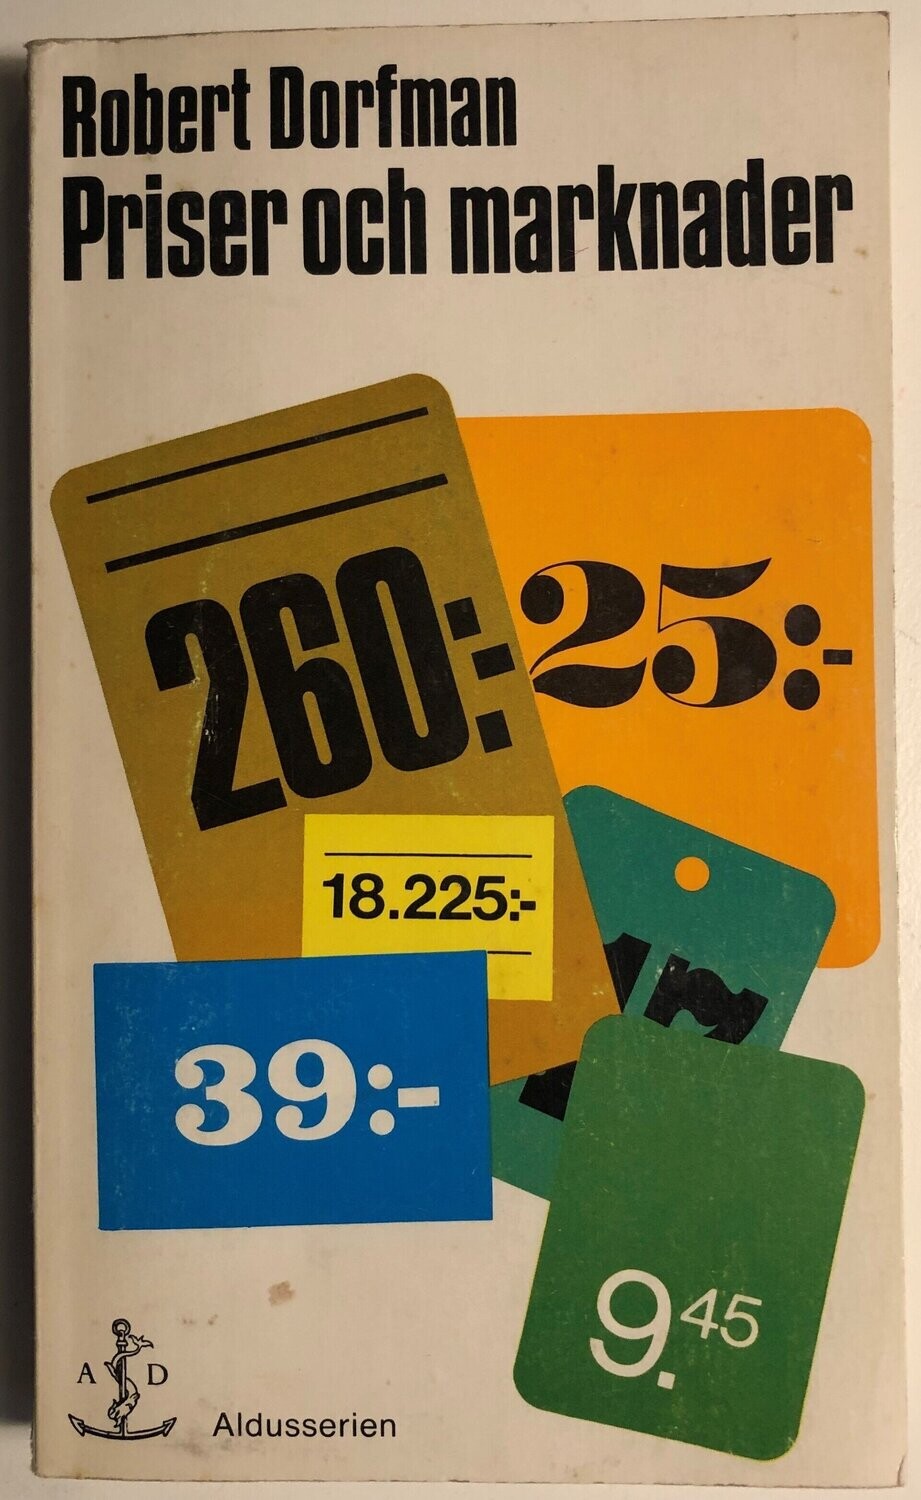 Robert Dorfman
Priser och marknader
260:-
25:-
18.225:-
39:-
9.45
A D
Aldusserien